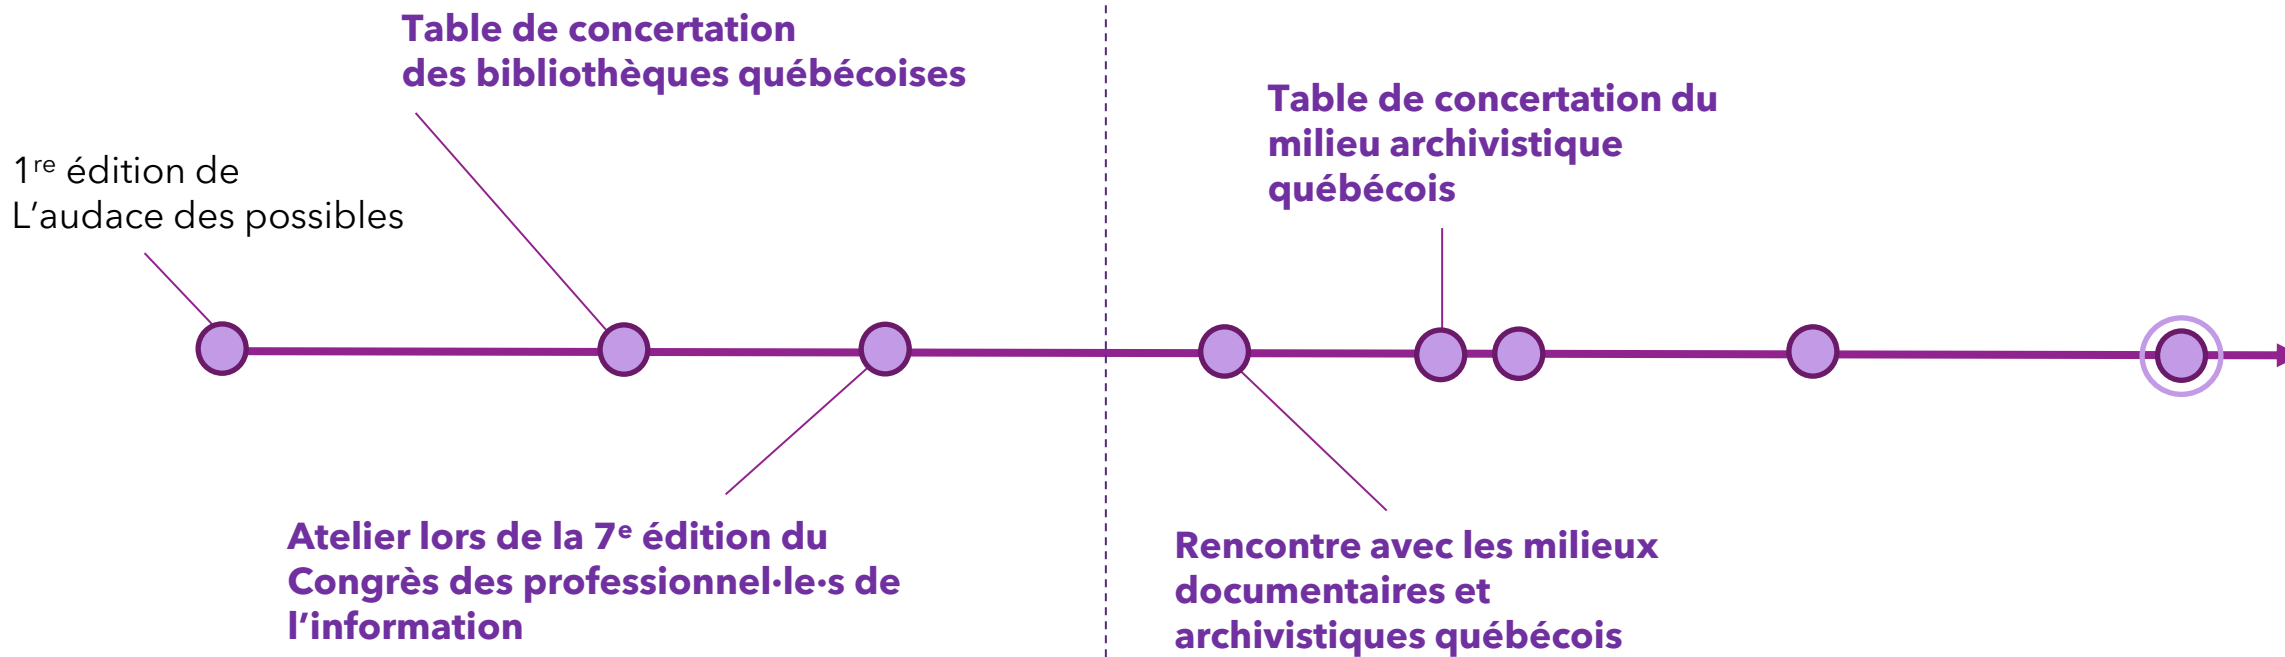 Table de concertation
des bibliothèques québécoises
1re édition de
L’audace des possibles
Atelier lors de la 7e édition du
Congrès des professionnel·le·s de
l’information
Table de concertation du
milieu archivistique
québécois
Rencontre avec les milieux
documentaires et
archivistiques québécois